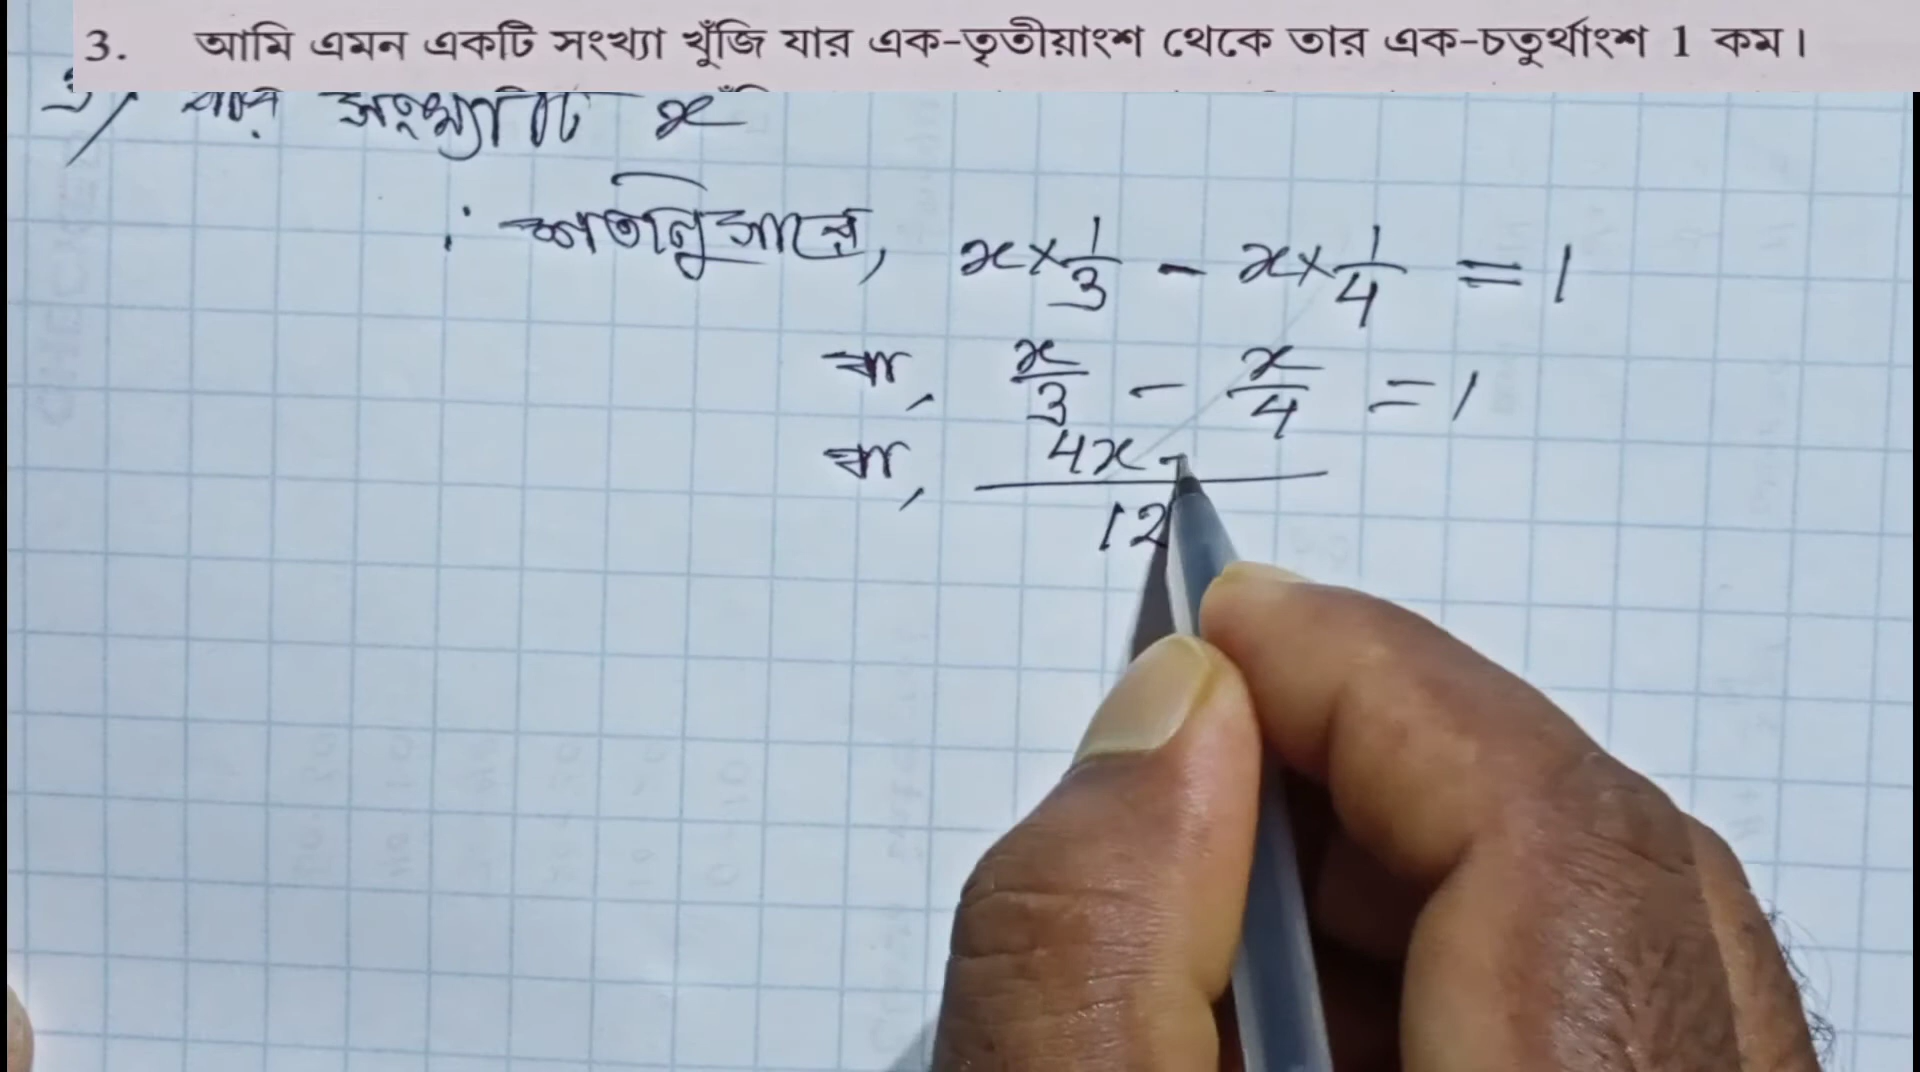 3. আমি এমন একটি সংখ্যা খুঁজি যার এক-তৃতীয়াংশ থেকে তার এক-চতুর্থাংশ 1 কম।
3) ধরি সংখ্যাটি x
∴ শর্তানুসারে, x × 1/3 - x × 1/4 = 1
বা, x/3 - x/4 = 1
বা, 4x - / 12